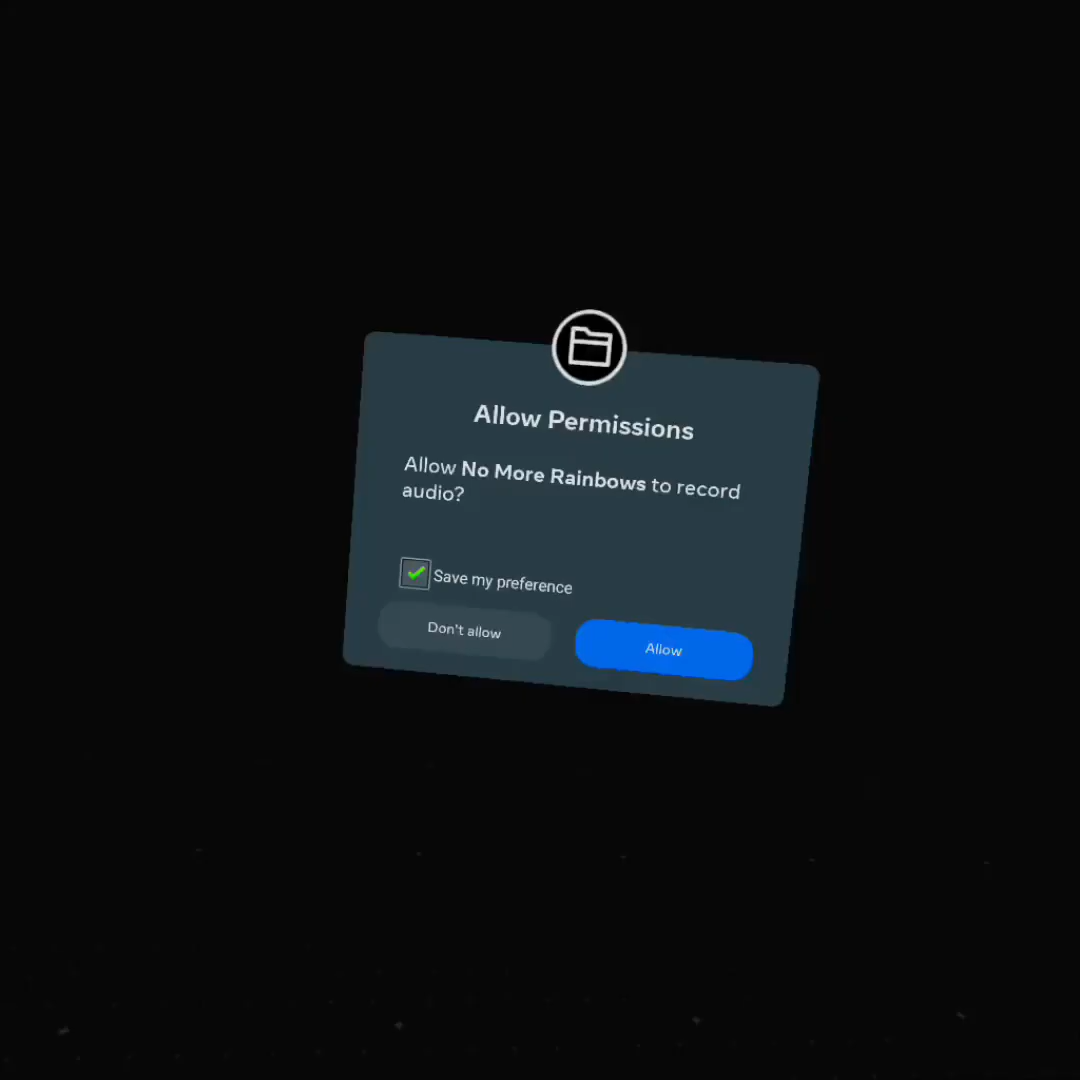 Allow Permissions
Allow No More Rainbows to record
audio?
Save my preference
Don't allow
Allow